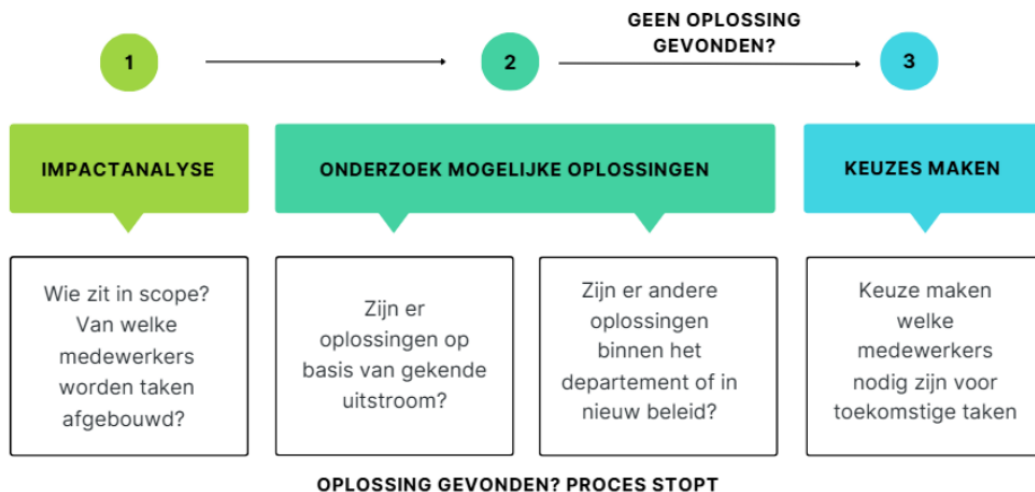 GEEN OPLOSSING
GEVONDEN?
1
2
3
IMPACTANALYSE
ONDERZOEK MOGELIJKE OPLOSSINGEN
KEUZES MAKEN
Wie zit in scope?
Van welke
medewerkers
worden taken
afgebouwd?
Zijn er
oplossingen op
basis van gekende
uitstroom?
Zijn er andere
oplossingen
binnen het
departement of in
nieuw beleid?
Keuze maken
welke
medewerkers
nodig zijn voor
toekomstige taken
OPLOSSING GEVONDEN? PROCES STOPT